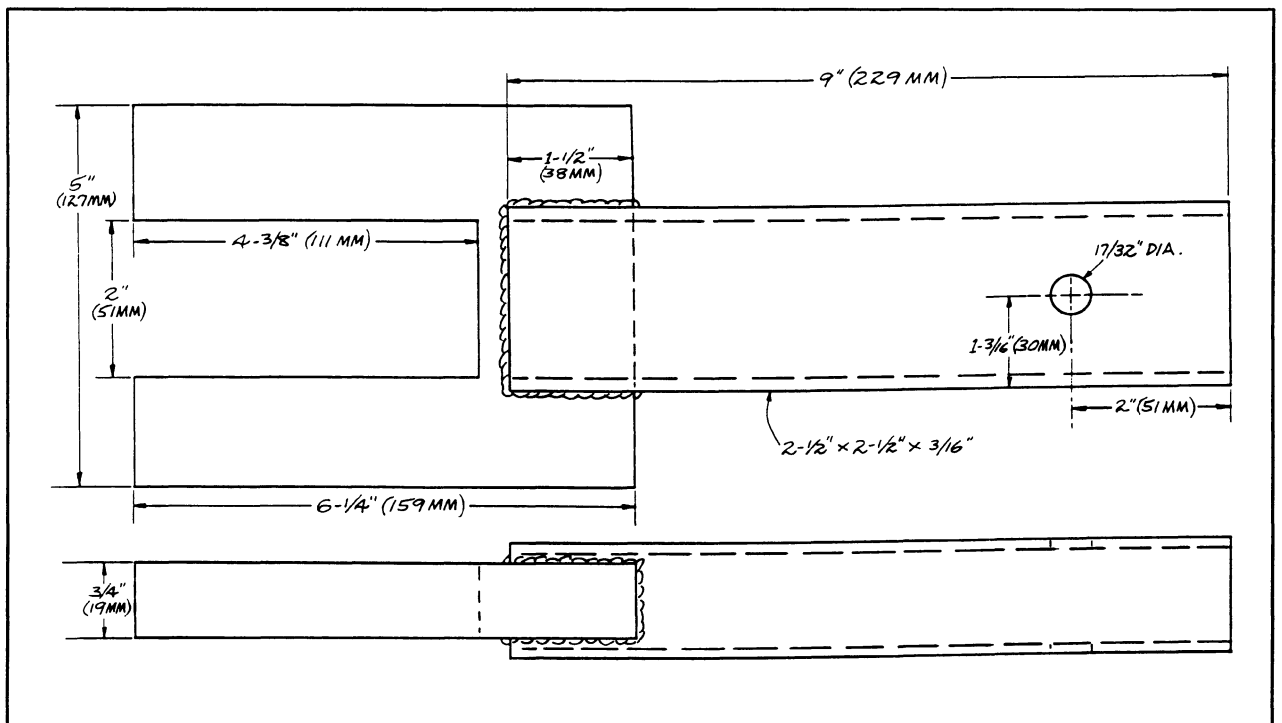 9" (229 MM)
1-1/2"
(38MM)
5"
(127MM)
4-3/8" (111 MM)
2"
(51MM)
17/32" DIA.
1-3/16" (30MM)
2" (51 MM)
2-1/2" × 2-1/2" × 3/16"
6-1/4" (159 MM)
3/4"
(19MM)